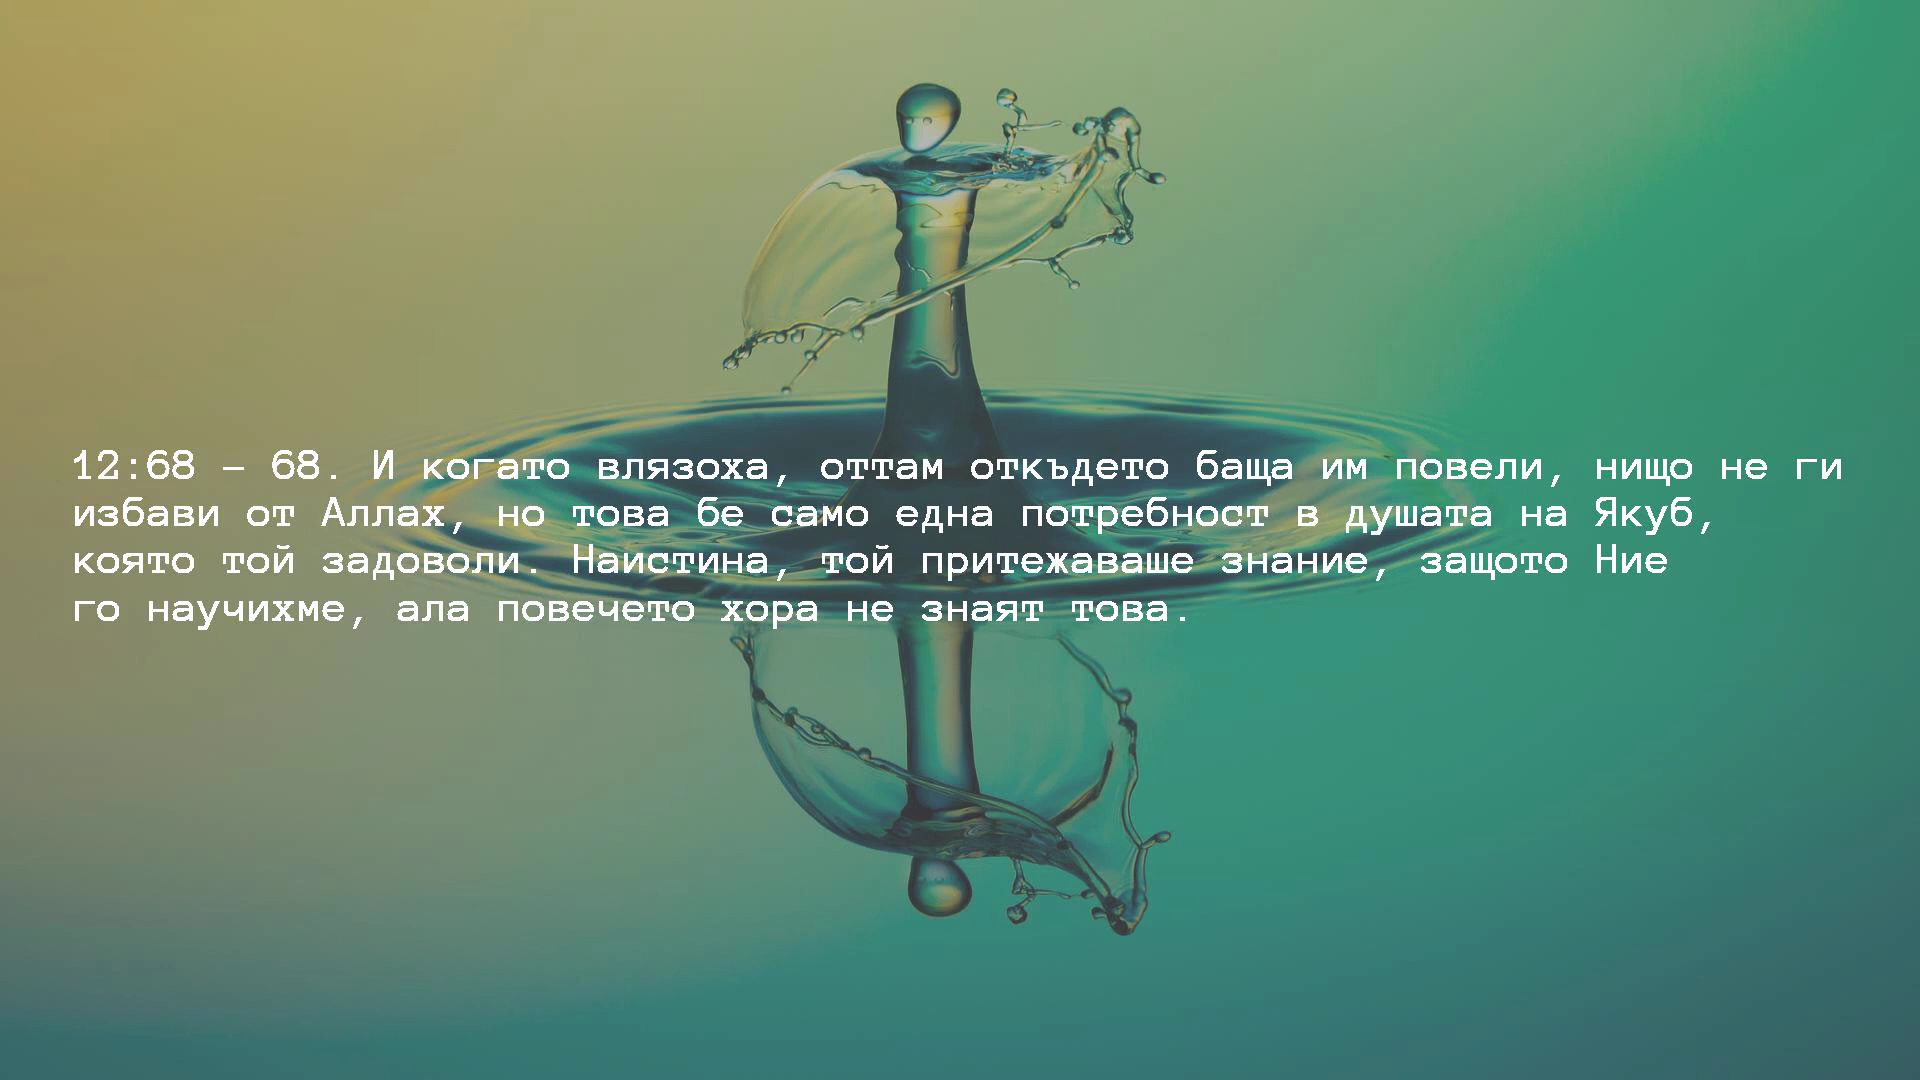 12:68 – 68. И когато влязоха, оттам откъдето баща им повели, нищо не ги
избави от Аллах, но това бе само една потребност в душата на Якуб,
която той задоволи. Наистина, той притежаваше знание, защото Ние
го научихме, ала повечето хора не знаят това.